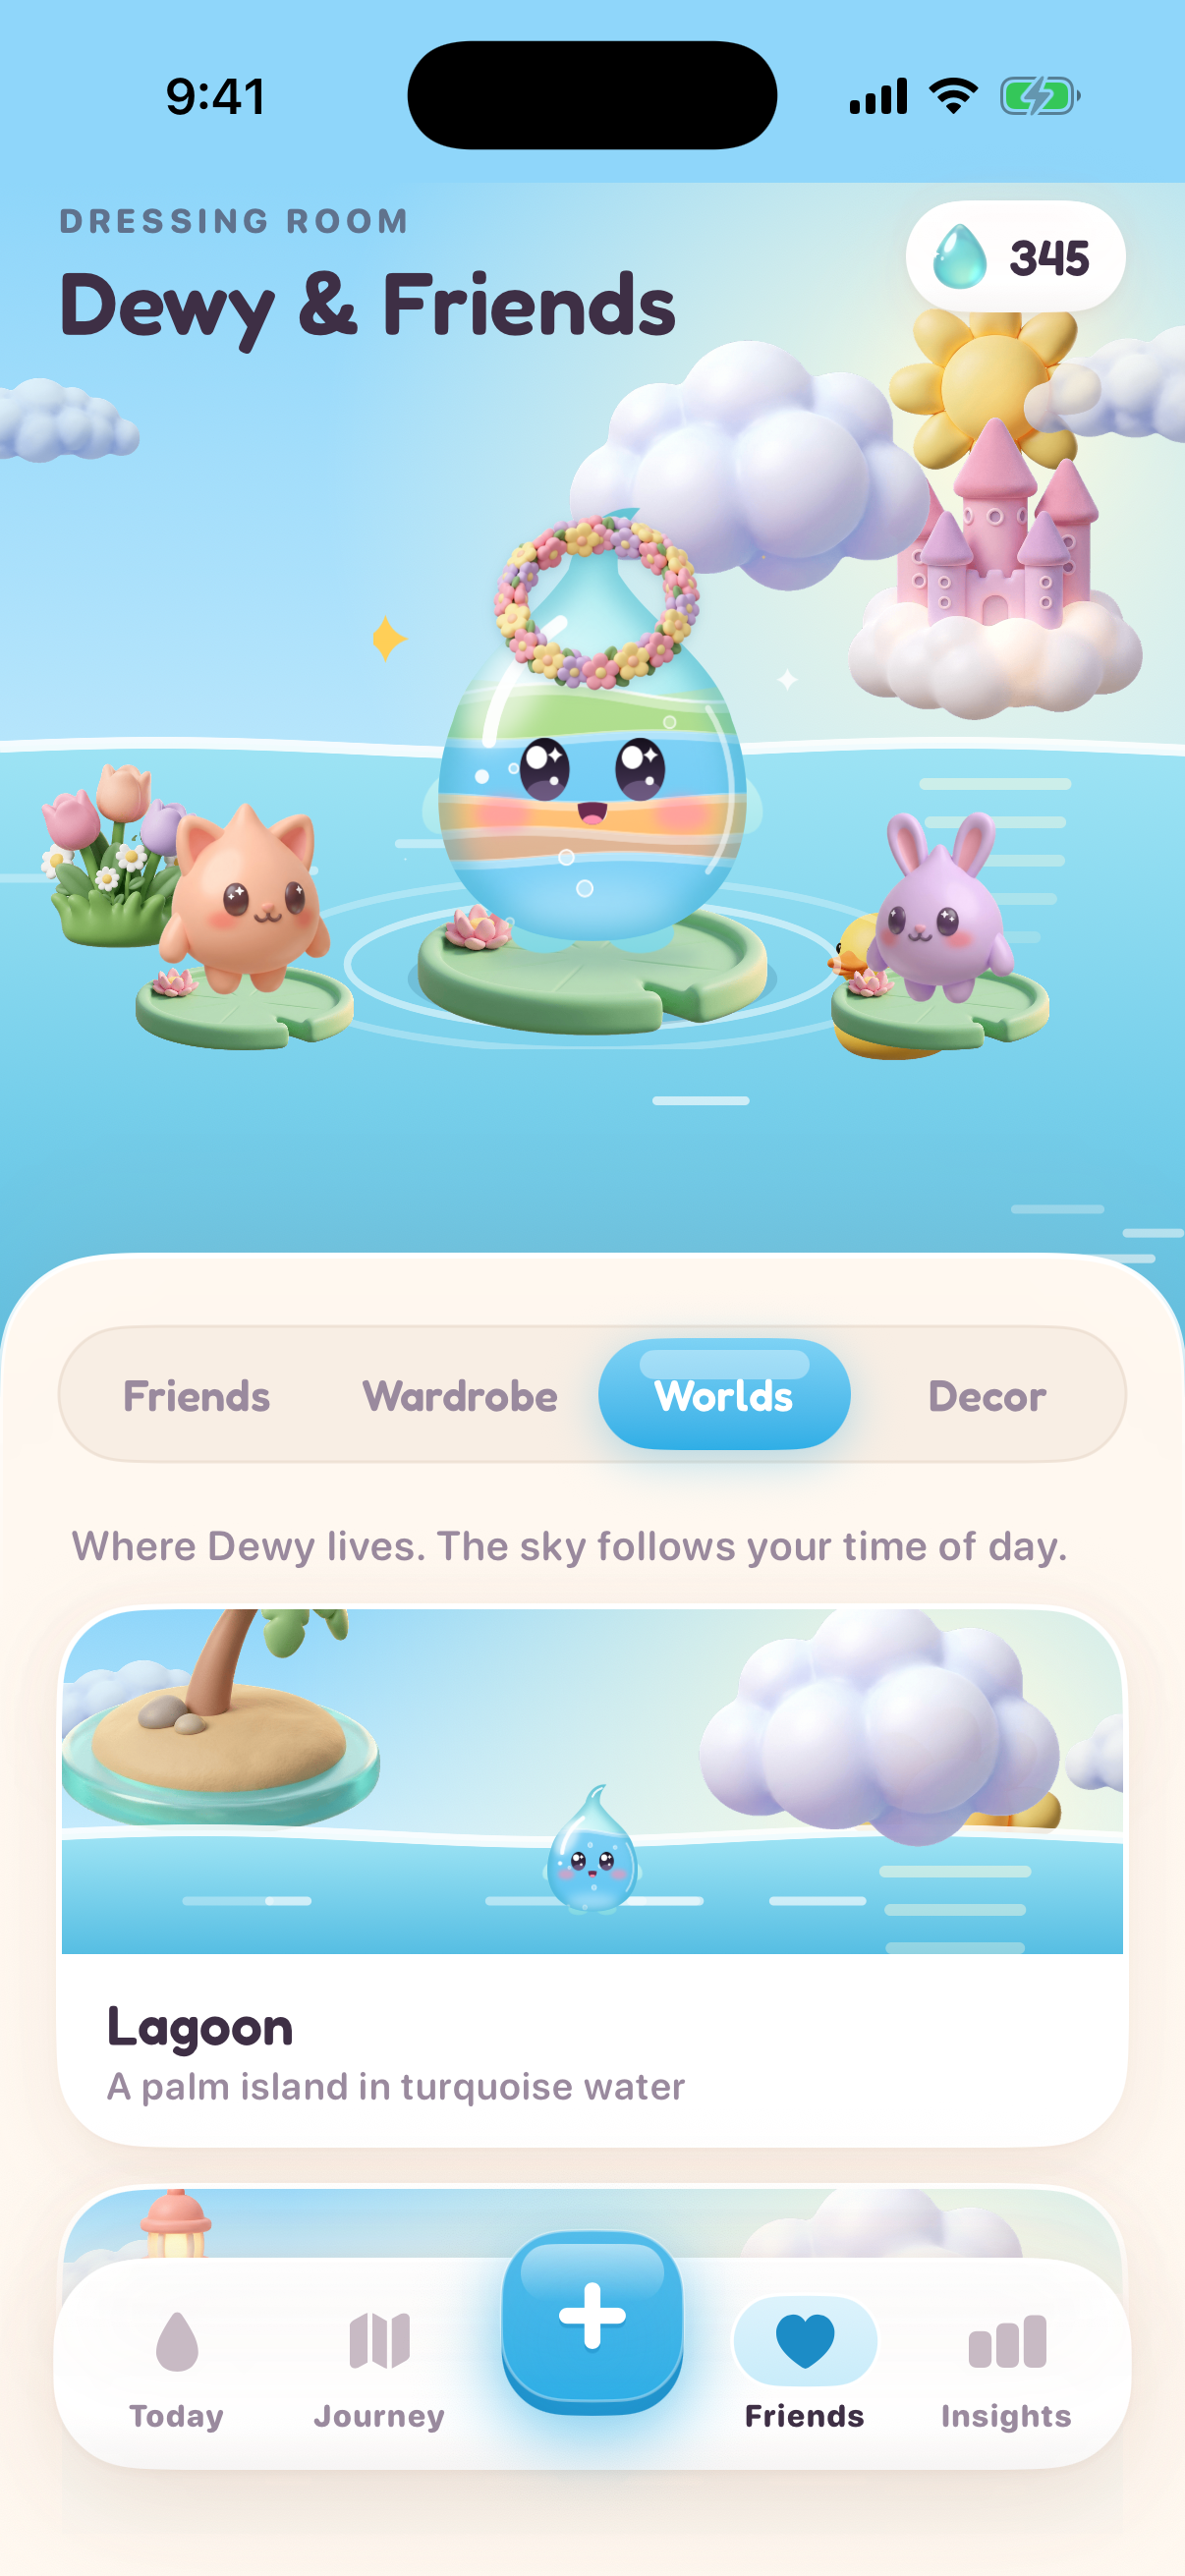 9:41
DRESSING ROOM
Dewy & Friends
345
Friends
Wardrobe
Worlds
Decor
Where Dewy lives. The sky follows your time of day.
Lagoon
A palm island in turquoise water
Today
Journey
Friends
Insights